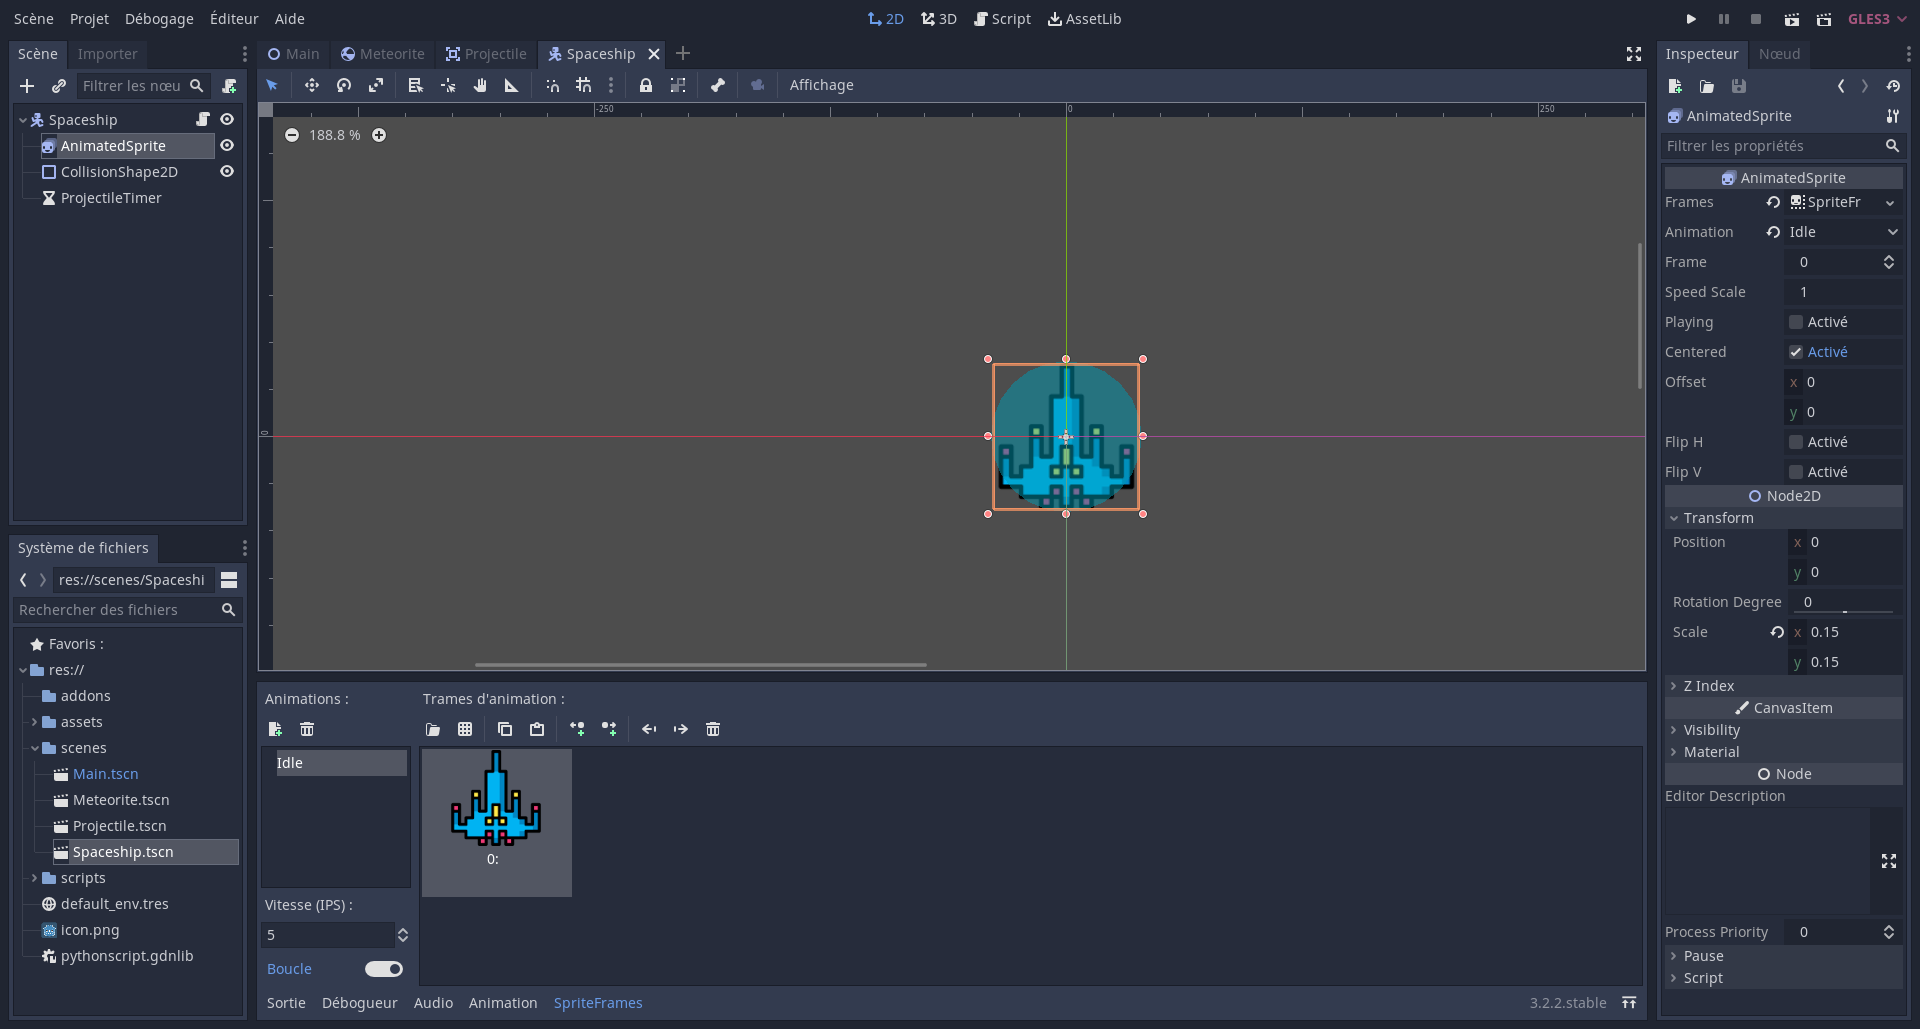 Scène Projet Débogage Éditeur Aide
2D 3D Script AssetLib
GLES3
Scène Importer
Filtrer les nœu
Spaceship
AnimatedSprite
CollisionShape2D
ProjectileTimer
Système de fichiers
res://scenes/Spaceshi
Rechercher des fichiers
Favoris :
res://
addons
assets
scenes
Main.tscn
Meteorite.tscn
Projectile.tscn
Spaceship.tscn
scripts
default_env.tres
icon.png
pythonscript.gdnlib
Main Meteorite Projectile Spaceship
Affichage
-250 0 250
188.8 %
0
Animations :
Idle
Vitesse (IPS) :
5
Boucle
Trames d'animation :
0:
Sortie Débogueur Audio Animation SpriteFrames
3.2.2.stable
Inspecteur Nœud
AnimatedSprite
Filtrer les propriétés
AnimatedSprite
Frames SpriteFr
Animation Idle
Frame 0
Speed Scale 1
Playing Activé
Centered Activé
Offset x 0
y 0
Flip H Activé
Flip V Activé
Node2D
Transform
Position x 0
y 0
Rotation Degree 0
Scale x 0.15
y 0.15
Z Index
CanvasItem
Visibility
Material
Node
Editor Description
Process Priority 0
Pause
Script